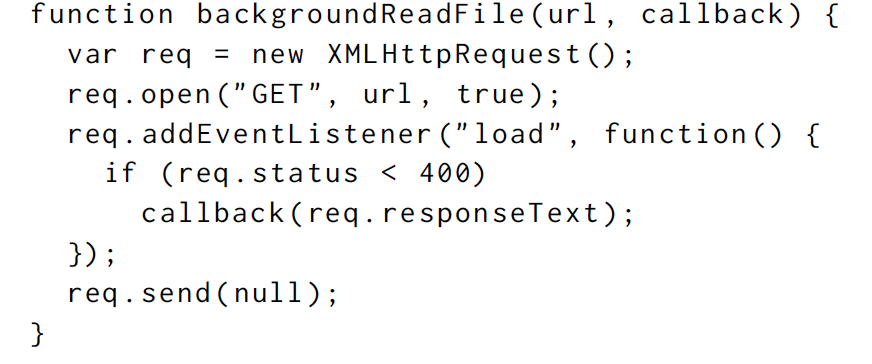 function backgroundReadFile(url, callback) {
  var req = new XMLHttpRequest();
  req.open("GET", url, true);
  req.addEventListener("load", function() {
    if (req.status < 400)
      callback(req.responseText);
  });
  req.send(null);
}